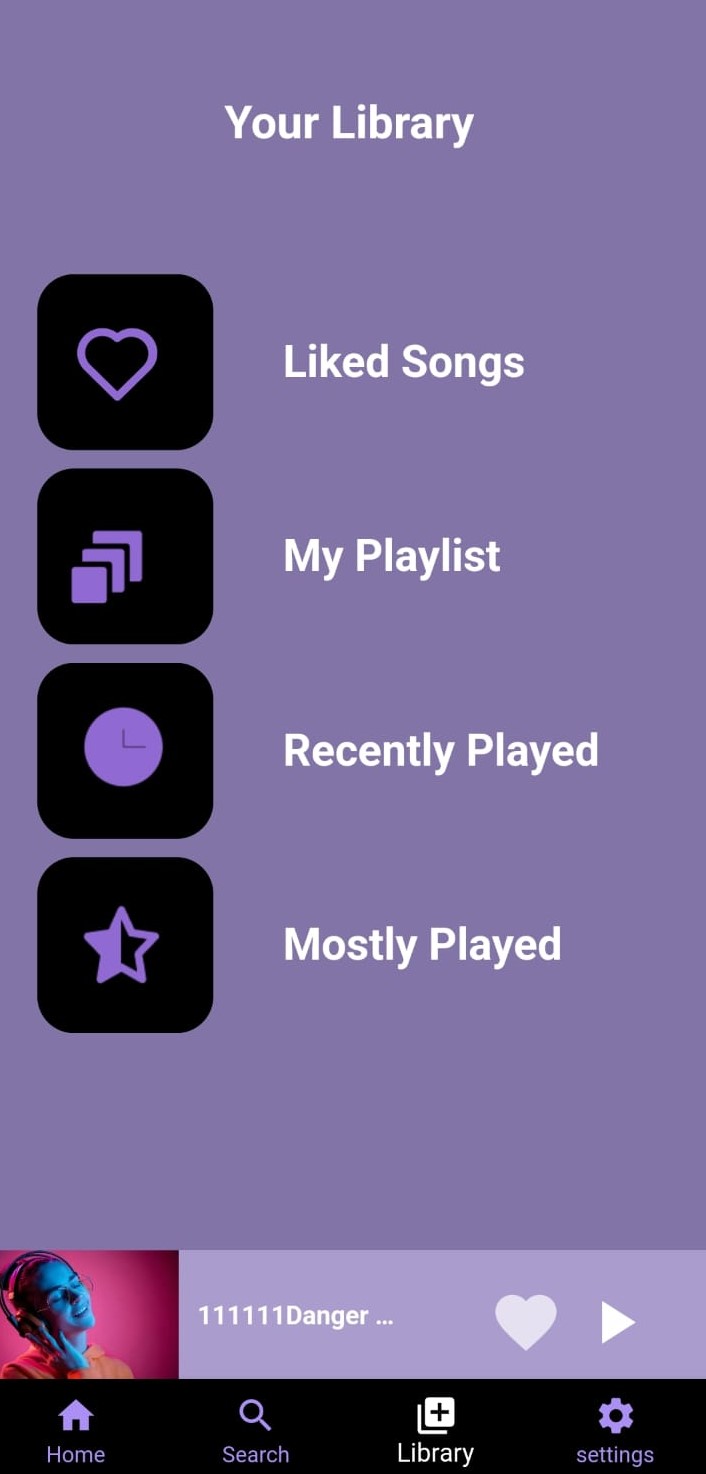 Your Library
Liked Songs
My Playlist
Recently Played
Mostly Played
111111Danger ...
Home
Search
Library
settings